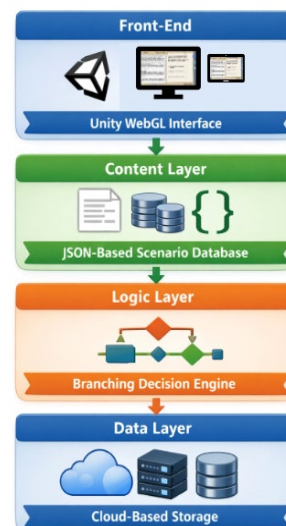 Front-End
Unity WebGL Interface
Content Layer
{ }
JSON-Based Scenario Database
Logic Layer
Branching Decision Engine
Data Layer
Cloud-Based Storage